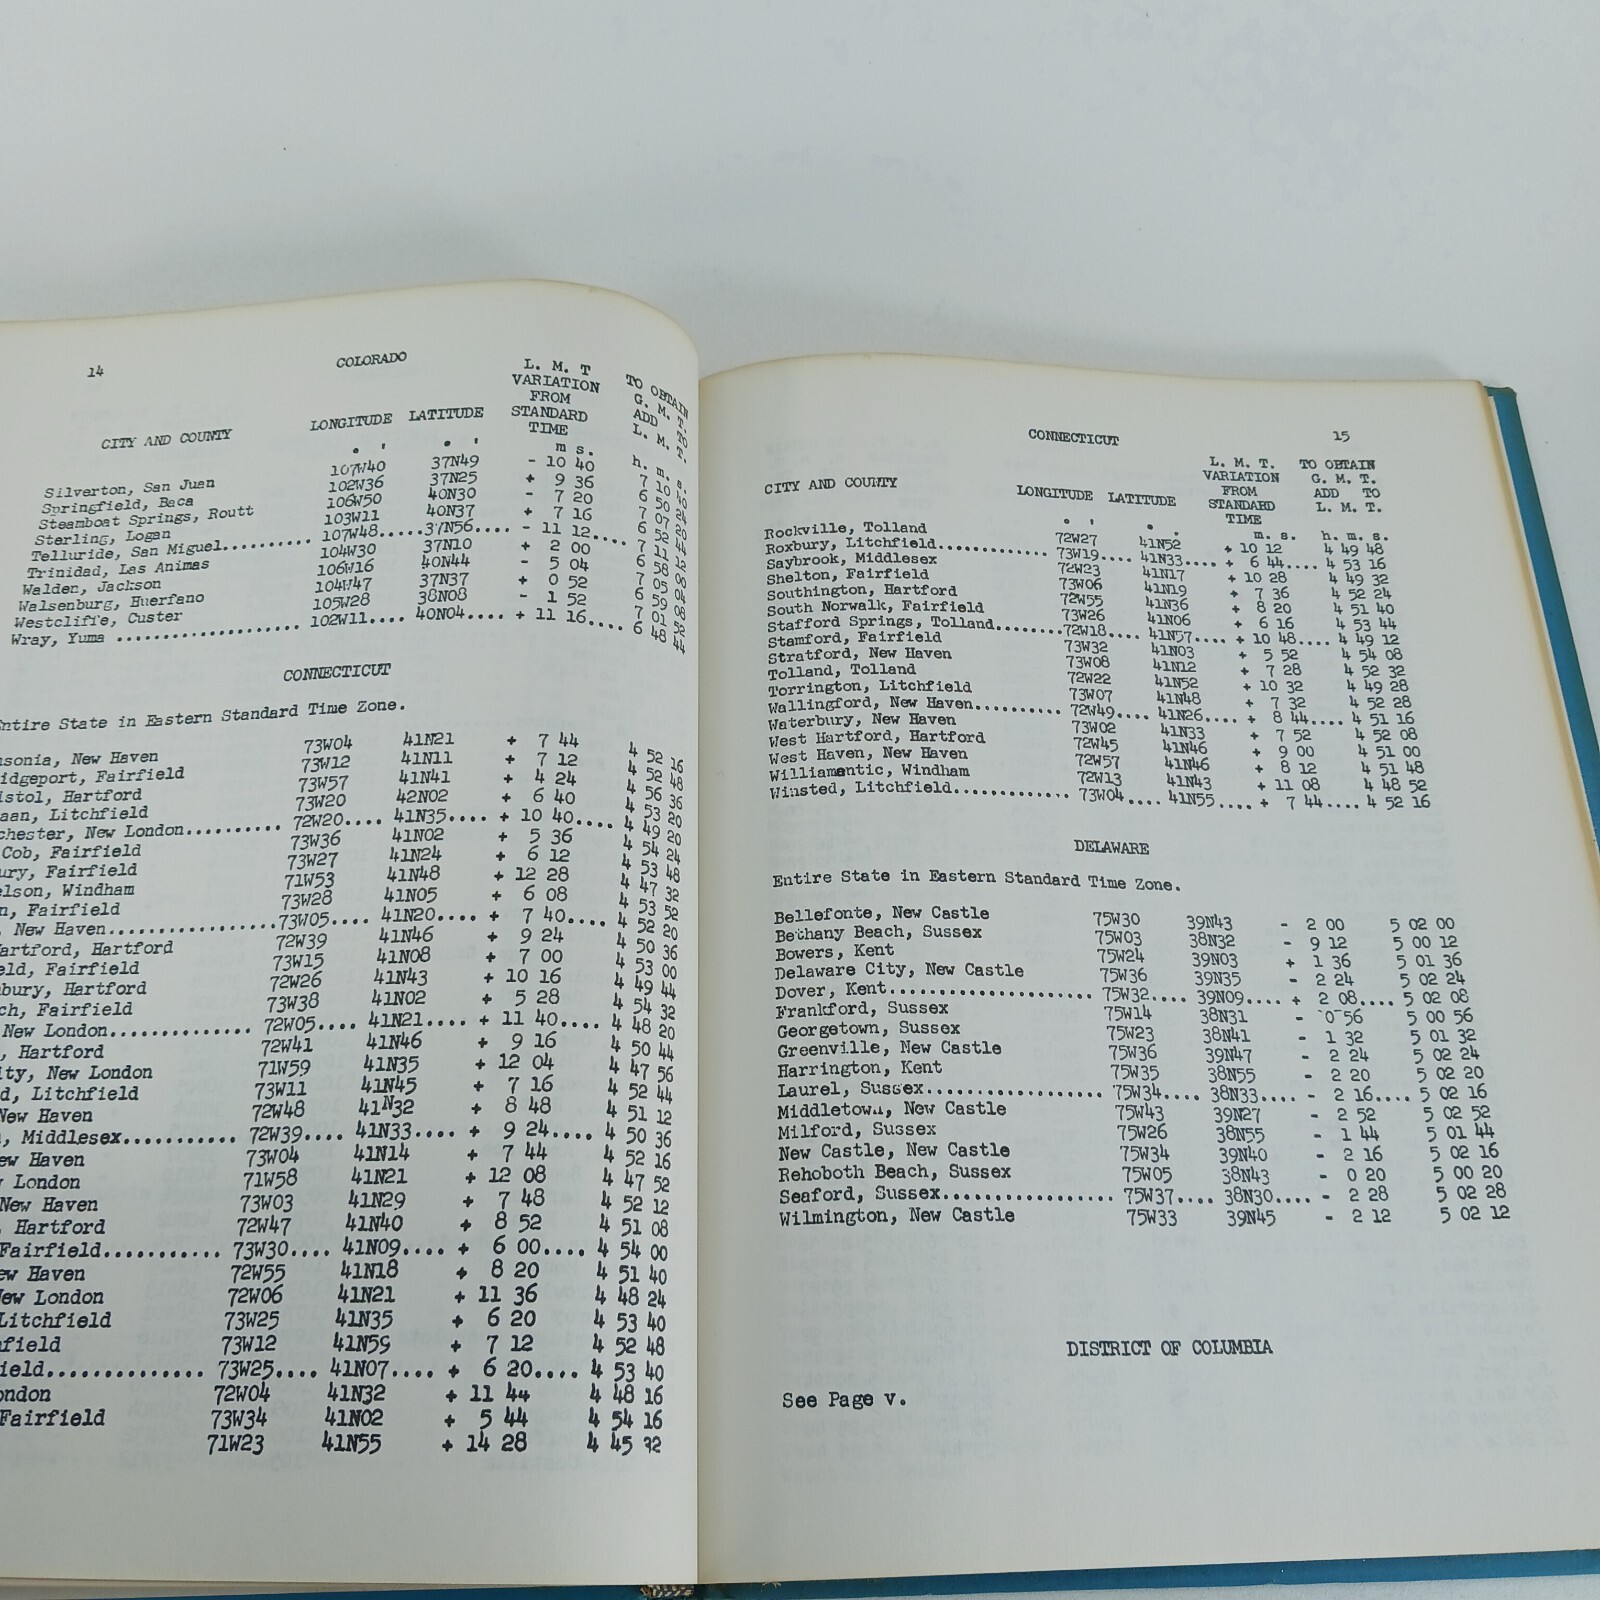 14 COLORADO
L. M. T
VARIATION
FROM
STANDARD
TIME
TO OBTAIN
G. M. T.
ADD TO
L. M. T.
CITY AND COUNTY LONGITUDE LATITUDE
° ' ° ' m s. h. m. s.
Silverton, San Juan 107W40 37N49 - 10 40 7 10 40
Springfield, Baca 102W36 37N25 + 9 36 6 50 24
Steamboat Springs, Routt 106W50 40N30 - 7 20 7 07 20
Sterling, Logan 103W11 40N37 + 7 16 6 52 44
Telluride, San Miguel.......... 107W48.....37N56.... - 11 12.... 7 11 12
Trinidad, Las Animas 104W30 37N10 + 2 00 6 58 00
Walden, Jackson 106W16 40N44 - 5 04 7 05 04
Walsenburg, Huerfano 104W47 37N37 + 0 52 6 59 08
Westcliffe, Custer 105W28 38N08 - 1 52 7 01 52
Wray, Yuma .................... 102W11.... 40N04.... + 11 16.... 6 48 44
CONNECTICUT
Entire State in Eastern Standard Time Zone.
sonia, New Haven 73W04 41N21 + 7 44 4 52 16
idgeport, Fairfield 73W12 41N11 + 7 12 4 52 48
istol, Hartford 73W57 41N41 + 4 24 4 56 36
aan, Litchfield 73W20 42N02 + 6 40 4 53 20
chester, New London.......... 72W20.... 41N35.... + 10 40.... 4 49 20
Cob, Fairfield 73W36 41N02 + 5 36 4 54 24
ury, Fairfield 73W27 41N24 + 6 12 4 53 48
elson, Windham 71W53 41N48 + 12 28 4 47 32
n, Fairfield 73W28 41N05 + 6 08 4 53 52
, New Haven.................73W05.... 41N20.... + 7 40.... 4 52 20
artford, Hartford 72W39 41N46 + 9 24 4 50 36
eld, Fairfield 73W15 41N08 + 7 00 4 53 00
bury, Hartford 72W26 41N43 + 10 16 4 49 44
ch, Fairfield 73W38 41N02 + 5 28 4 54 32
New London............. 72W05.... 41N21.... + 11 40.... 4 48 20
, Hartford 72W41 41N46 + 9 16 4 50 44
ity, New London 71W59 41N35 + 12 04 4 47 56
d, Litchfield 73W11 41N45 + 7 16 4 52 44
New Haven 72W48 41N32 + 8 48 4 51 12
, Middlesex........... 72W39.... 41N33.... + 9 24.... 4 50 36
ew Haven 73W04 41N14 + 7 44 4 52 16
London 71W58 41N21 + 12 08 4 47 52
New Haven 73W03 41N29 + 7 48 4 52 12
, Hartford 72W47 41N40 + 8 52 4 51 08
Fairfield........... 73W30.... 41N09.... + 6 00.... 4 54 00
ew Haven 72W55 41N18 + 8 20 4 51 40
ew London 72W06 41N21 + 11 36 4 48 24
Litchfield 73W25 41N35 + 6 20 4 53 40
field 73W12 41N59 + 7 12 4 52 48
ield.............. 73W25.... 41N07.... + 6 20.... 4 53 40
ondon 72W04 41N32 + 11 44 4 48 16
Fairfield 73W34 41N02 + 5 44 4 54 16
71W23 41N55 + 14 28 4 45 32
CONNECTICUT 15
L. M. T.
VARIATION
FROM
STANDARD
TIME
TO OBTAIN
G. M. T.
ADD TO
L. M. T.
CITY AND COUNTY LONGITUDE LATITUDE
° ' ° m. s. h. m. s.
Rockville, Tolland 72W27 41N52 + 10 12 4 49 48
Roxbury, Litchfield............. 73W19.... 41N33.... + 6 44.... 4 53 16
Saybrook, Middlesex 72W23 41N17 + 10 28 4 49 32
Shelton, Fairfield 73W06 41N19 + 7 36 4 52 24
Southington, Hartford 72W55 41N36 + 8 20 4 51 40
South Norwalk, Fairfield 73W26 41N06 + 6 16 4 53 44
Stafford Springs, Tolland........72W18.... 41N57.... + 10 48.... 4 49 12
Stamford, Fairfield 73W32 41N03 + 5 52 4 54 08
Stratford, New Haven 73W08 41N12 + 7 28 4 52 32
Tolland, Tolland 72W22 41N52 + 10 32 4 49 28
Torrington, Litchfield 73W07 41N48 + 7 32 4 52 28
Wallingford, New Haven.......... 72W49.... 41N26.... + 8 44.... 4 51 16
Waterbury, New Haven 73W02 41N33 + 7 52 4 52 08
West Hartford, Hartford 72W45 41N46 + 9 00 4 51 00
West Haven, New Haven 72W57 41N46 + 8 12 4 51 48
Williamantic, Windham 72W13 41N43 + 11 08 4 48 52
Winsted, Litchfield............. 73W04.... 41N55.... + 7 44.... 4 52 16
DELAWARE
Entire State in Eastern Standard Time Zone.
Bellefonte, New Castle 75W30 39N43 - 2 00 5 02 00
Bethany Beach, Sussex 75W03 38N32 - 9 12 5 00 12
Bowers, Kent 75W24 39N03 + 1 36 5 01 36
Delaware City, New Castle 75W36 39N35 - 2 24 5 02 24
Dover, Kent..................... 75W32.... 39N09.... + 2 08.... 5 02 08
Frankford, Sussex 75W14 38N31 - 0 56 5 00 56
Georgetown, Sussex 75W23 38N41 - 1 32 5 01 32
Greenville, New Castle 75W36 39N47 - 2 24 5 02 24
Harrington, Kent 75W35 38N55 - 2 20 5 02 20
Laurel, Sussex.................. 75W34.... 38N33.... - 2 16.... 5 02 16
Middletown, New Castle 75W43 39N27 - 2 52 5 02 52
Milford, Sussex 75W26 38N55 - 1 44 5 01 44
New Castle, New Castle 75W34 39N40 - 2 16 5 02 16
Rehoboth Beach, Sussex 75W05 38N43 - 0 20 5 00 20
Seaford, Sussex................. 75W37.... 38N30.... - 2 28 5 02 28
Wilmington, New Castle 75W33 39N45 - 2 12 5 02 12
DISTRICT OF COLUMBIA
See Page v.